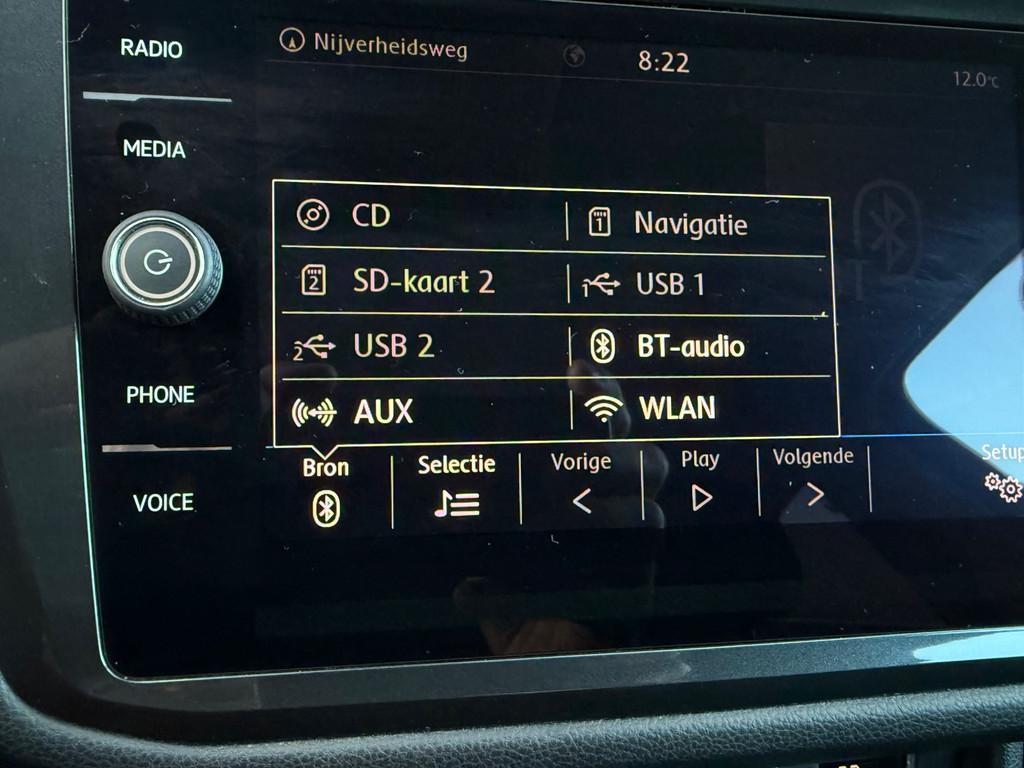 RADIO
Nijverheidsweg
8:22
12.0°C
MEDIA
CD
Navigatie
SD-kaart 2
USB 1
USB 2
BT-audio
AUX
WLAN
PHONE
VOICE
Bron
Selectie
Vorige
Play
Volgende
Setup